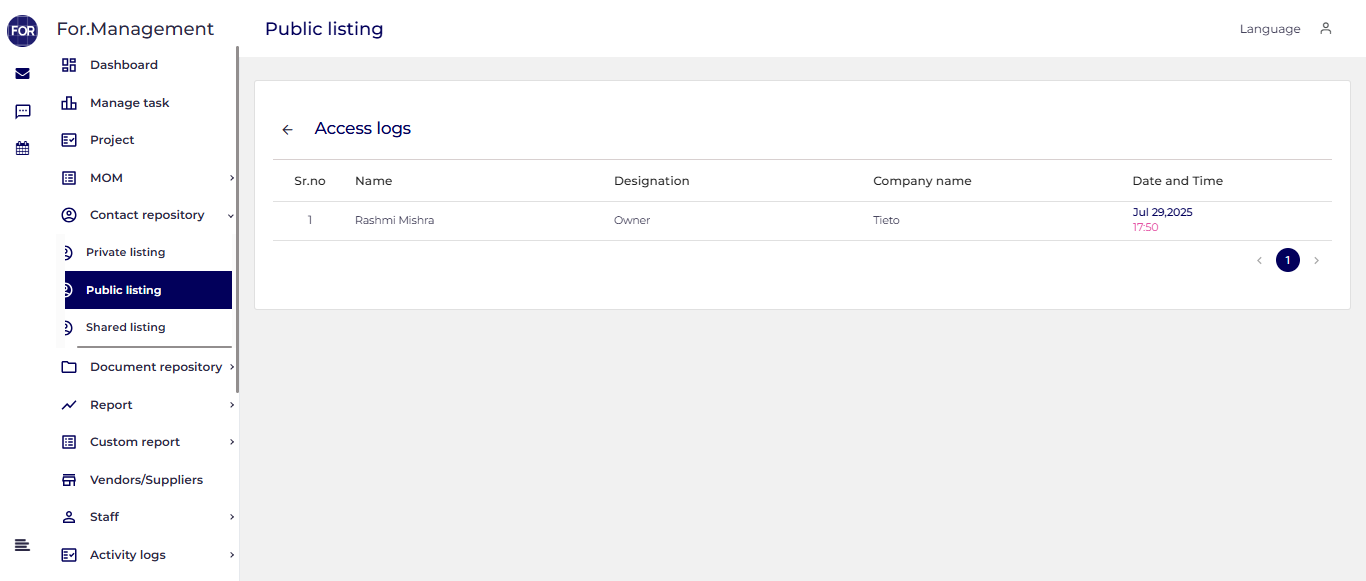 FOR
For.Management
Public listing
Language
Dashboard
Manage task
Project
MOM
Contact repository
Private listing
Public listing
Shared listing
Document repository
Report
Custom report
Vendors/Suppliers
Staff
Activity logs
Access logs
Sr.no Name Designation Company name Date and Time
1 Rashmi Mishra Owner Tieto Jul 29,2025
17:50
1